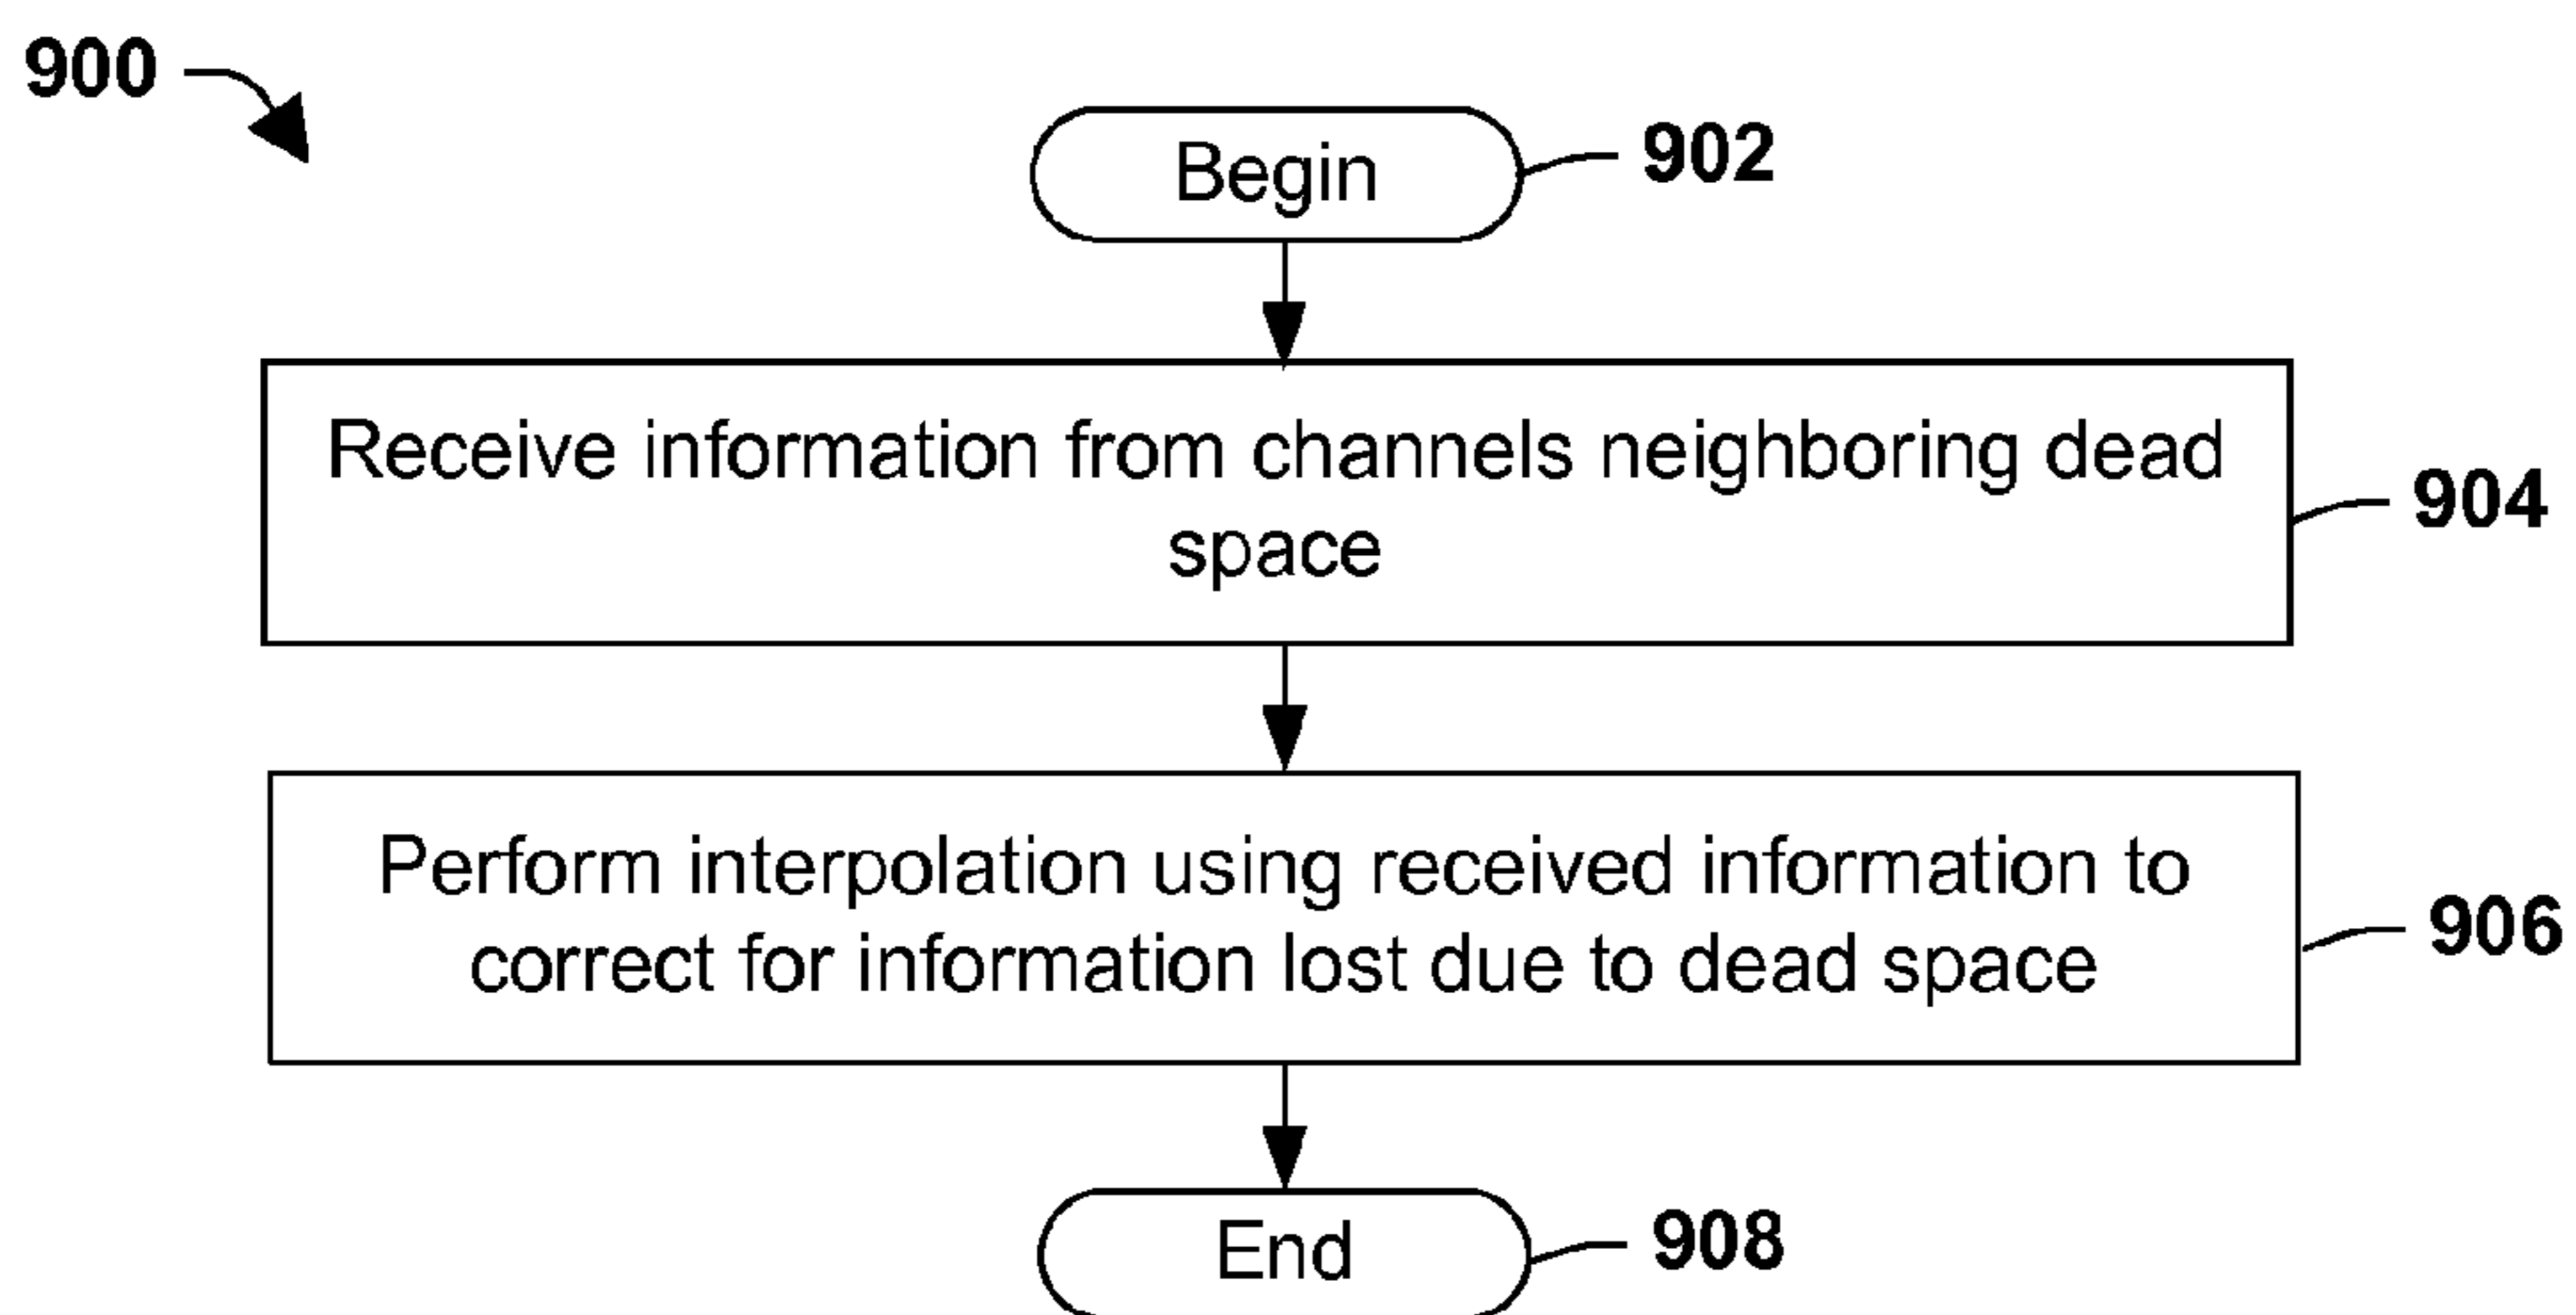 900
Begin
902
Receive information from channels neighboring dead
space
904
Perform interpolation using received information to
correct for information lost due to dead space
906
End
908